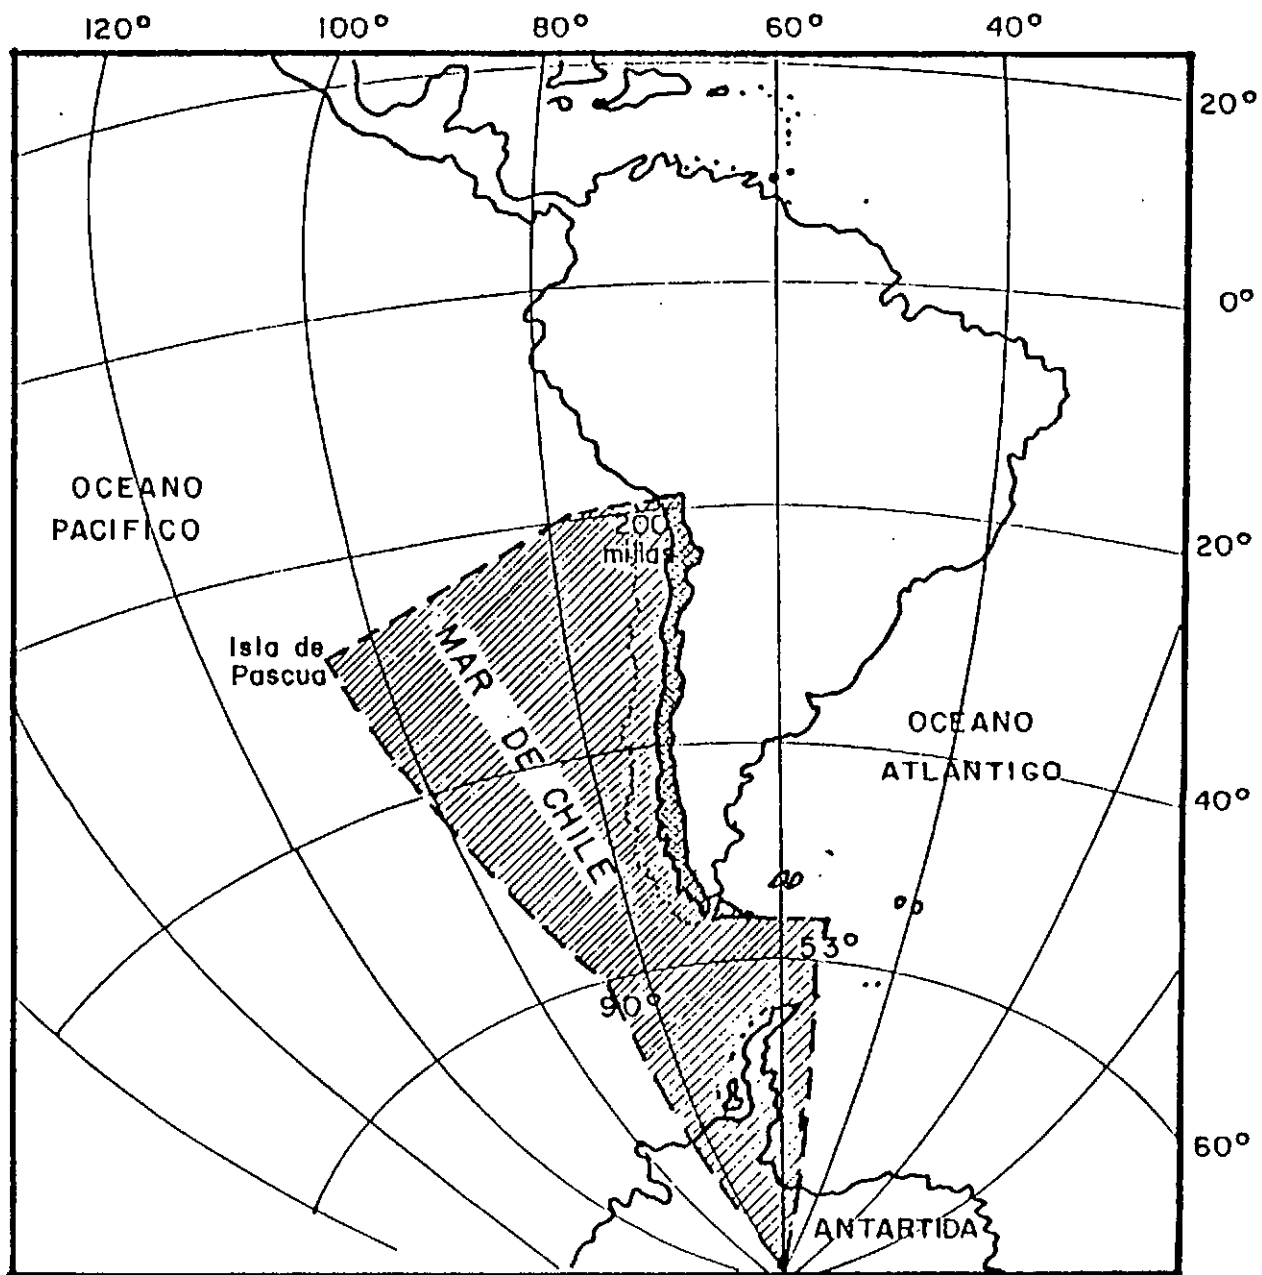 120° 100° 80° 60° 40°
20°
0°
OCEANO
PACIFICO
200
millas
20°
Isla de
Pascua
MAR DE CHILE
OCEANO
ATLANTIGO
40°
53°
90°
60°
ANTARTIDA